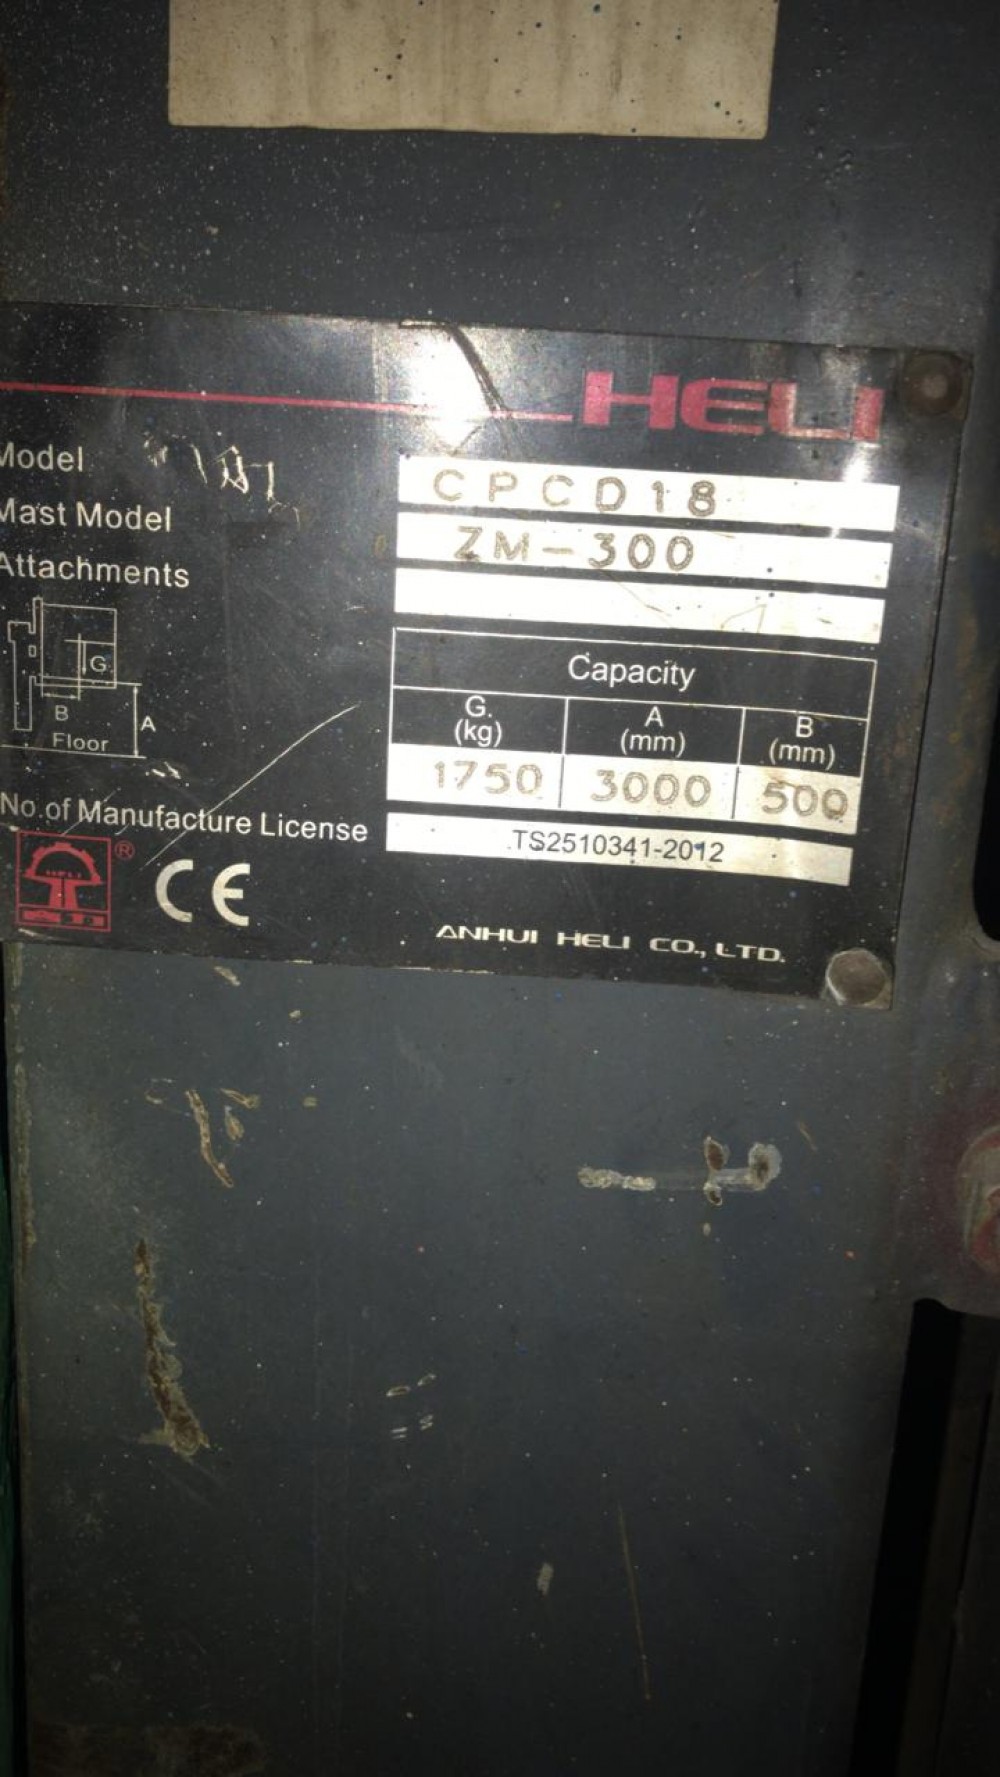 HELI
Model CPCD18
Mast Model ZM-300
Attachments
G.
B
A
Floor
Capacity
G. (kg) A (mm) B (mm)
1750 3000 500
No.of Manufacture License TS2510341-2012
HELI
®
CE
ANHUI HELI CO., LTD.